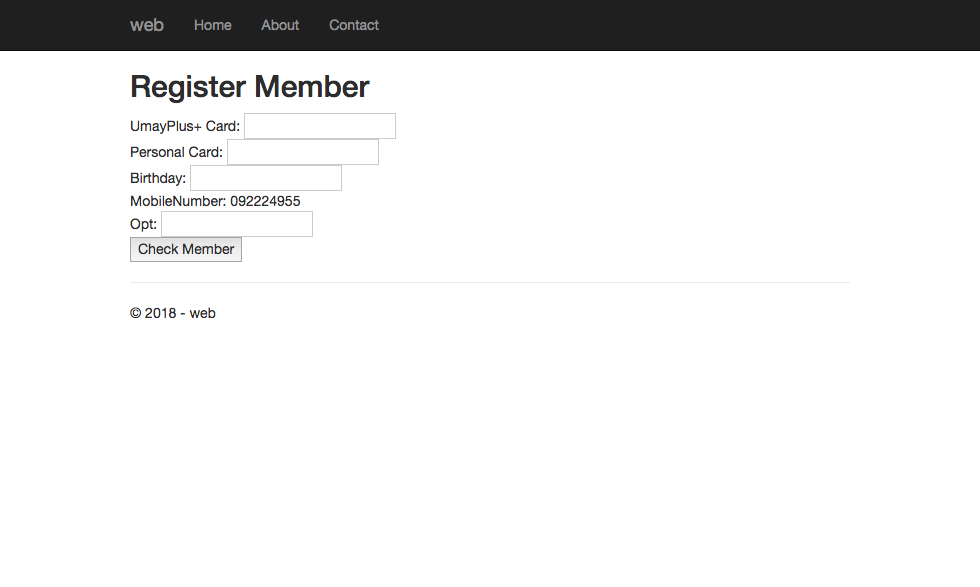 web Home About Contact
Register Member
UmayPlus+ Card:
Personal Card:
Birthday:
MobileNumber: 092224955
Opt:
Check Member
© 2018 - web